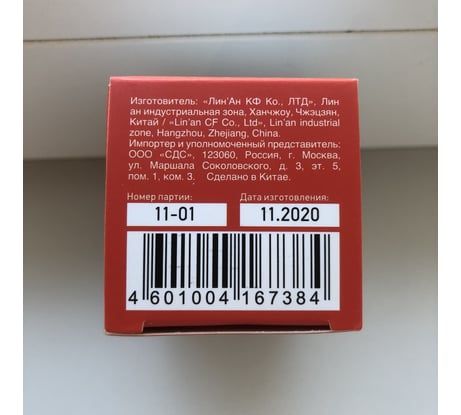 Изготовитель: «Лин'Ан КФ Ко., ЛТД», Лин
ан индустриальная зона, Ханчжоу, Чжэцзян,
Китай / «Lin'an CF Co., Ltd», Lin'an industrial
zone, Hangzhou, Zhejiang, China.
Импортер и уполномоченный представитель:
ООО «СДС», 123060, Россия, г. Москва,
ул. Маршала Соколовского, д. 3, эт. 5,
пом. 1, ком. 3. Сделано в Китае.
Номер партии: Дата изготовления:
11-01 11.2020
4 601004 167384